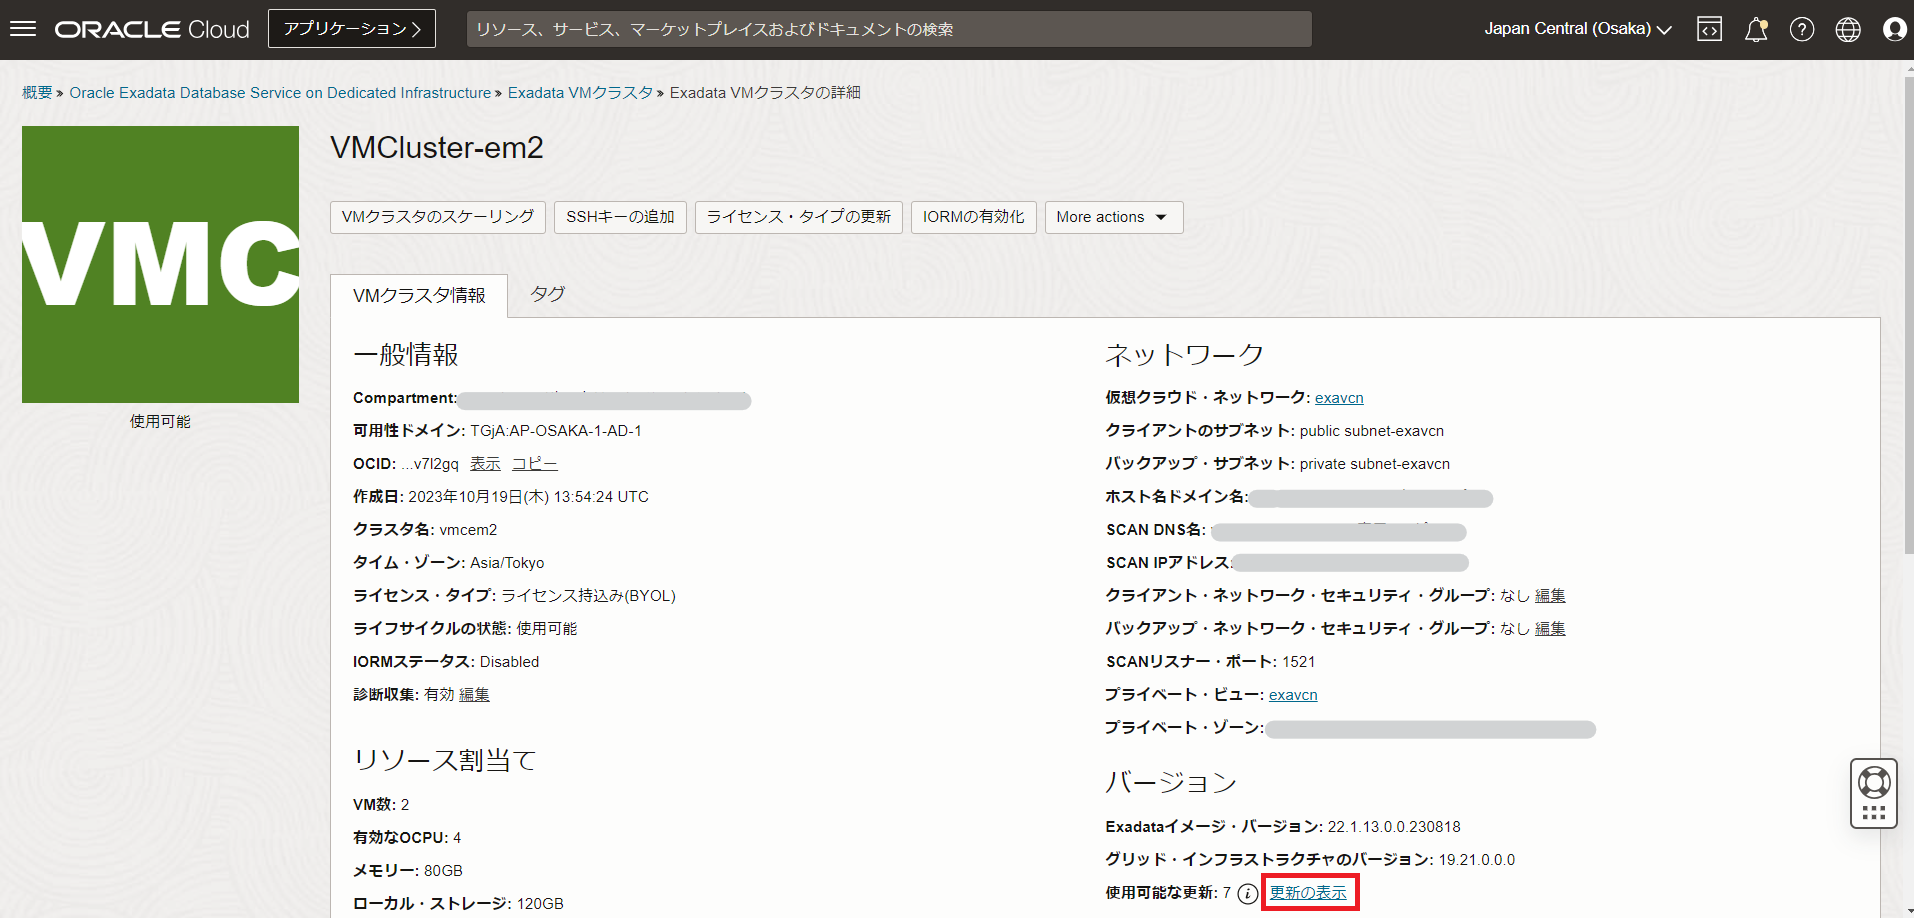 ORACLE Cloud
アプリケーション
リソース、サービス、マーケットプレイスおよびドキュメントの検索
Japan Central (Osaka)
概要 » Oracle Exadata Database Service on Dedicated Infrastructure » Exadata VMクラスタ » Exadata VMクラスタの詳細
VMC
使用可能
VMCluster-em2
VMクラスタのスケーリング
SSHキーの追加
ライセンス・タイプの更新
IORMの有効化
More actions
VMクラスタ情報
タグ
一般情報
Compartment:
可用性ドメイン: TGjA:AP-OSAKA-1-AD-1
OCID: ...v7l2gq 表示 コピー
作成日: 2023年10月19日(木) 13:54:24 UTC
クラスタ名: vmcem2
タイム・ゾーン: Asia/Tokyo
ライセンス・タイプ: ライセンス持込み(BYOL)
ライフサイクルの状態: 使用可能
IORMステータス: Disabled
診断収集: 有効 編集
リソース割当て
VM数: 2
有効なOCPU: 4
メモリー: 80GB
ローカル・ストレージ: 120GB
ネットワーク
仮想クラウド・ネットワーク: exavcn
クライアントのサブネット: public subnet-exavcn
バックアップ・サブネット: private subnet-exavcn
ホスト名ドメイン名:
SCAN DNS名:
SCAN IPアドレス:
クライアント・ネットワーク・セキュリティ・グループ: なし 編集
バックアップ・ネットワーク・セキュリティ・グループ: なし 編集
SCANリスナー・ポート: 1521
プライベート・ビュー: exavcn
プライベート・ゾーン:
バージョン
Exadataイメージ・バージョン: 22.1.13.0.0.230818
グリッド・インフラストラクチャのバージョン: 19.21.0.0.0
使用可能な更新: 7 更新の表示